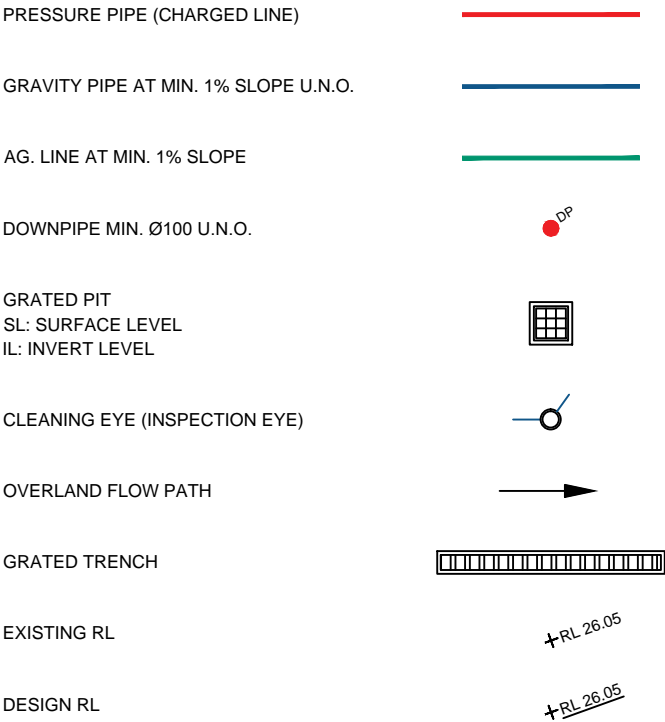 PRESSURE PIPE (CHARGED LINE)
GRAVITY PIPE AT MIN. 1% SLOPE U.N.O.
AG. LINE AT MIN. 1% SLOPE
DOWNPIPE MIN. Ø100 U.N.O.
DP
GRATED PIT
SL: SURFACE LEVEL
IL: INVERT LEVEL
CLEANING EYE (INSPECTION EYE)
OVERLAND FLOW PATH
GRATED TRENCH
EXISTING RL
RL 26.05
DESIGN RL
RL 26.05